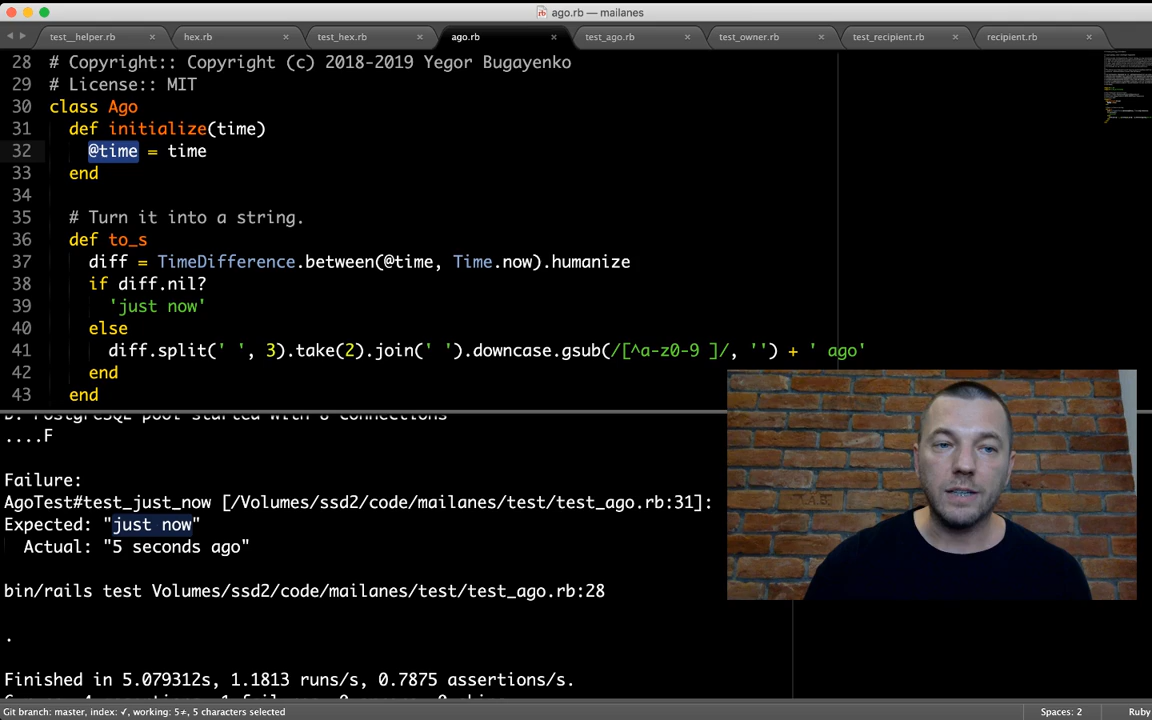 ago.rb — mailanes
test__helper.rb × hex.rb × test_hex.rb × ago.rb × test_ago.rb × test_owner.rb × test_recipient.rb × recipient.rb ×
28 # Copyright:: Copyright (c) 2018-2019 Yegor Bugayenko
29 # License:: MIT
30 class Ago
31 def initialize(time)
32 @time = time
33 end
34
35 # Turn it into a string.
36 def to_s
37 diff = TimeDifference.between(@time, Time.now).humanize
38 if diff.nil?
39 'just now'
40 else
41 diff.split(' ', 3).take(2).join(' ').downcase.gsub(/[^a-z0-9 ]/, '') + ' ago'
42 end
43 end
D: PostgreSQL pool started with 8 connections
....F
Failure:
AgoTest#test_just_now [/Volumes/ssd2/code/mailanes/test/test_ago.rb:31]:
Expected: "just now"
Actual: "5 seconds ago"
bin/rails test Volumes/ssd2/code/mailanes/test/test_ago.rb:28
.
Finished in 5.079312s, 1.1813 runs/s, 0.7875 assertions/s.
Git branch: master, index: ✓, working: 5≠, 5 characters selected
Spaces: 2
Ruby